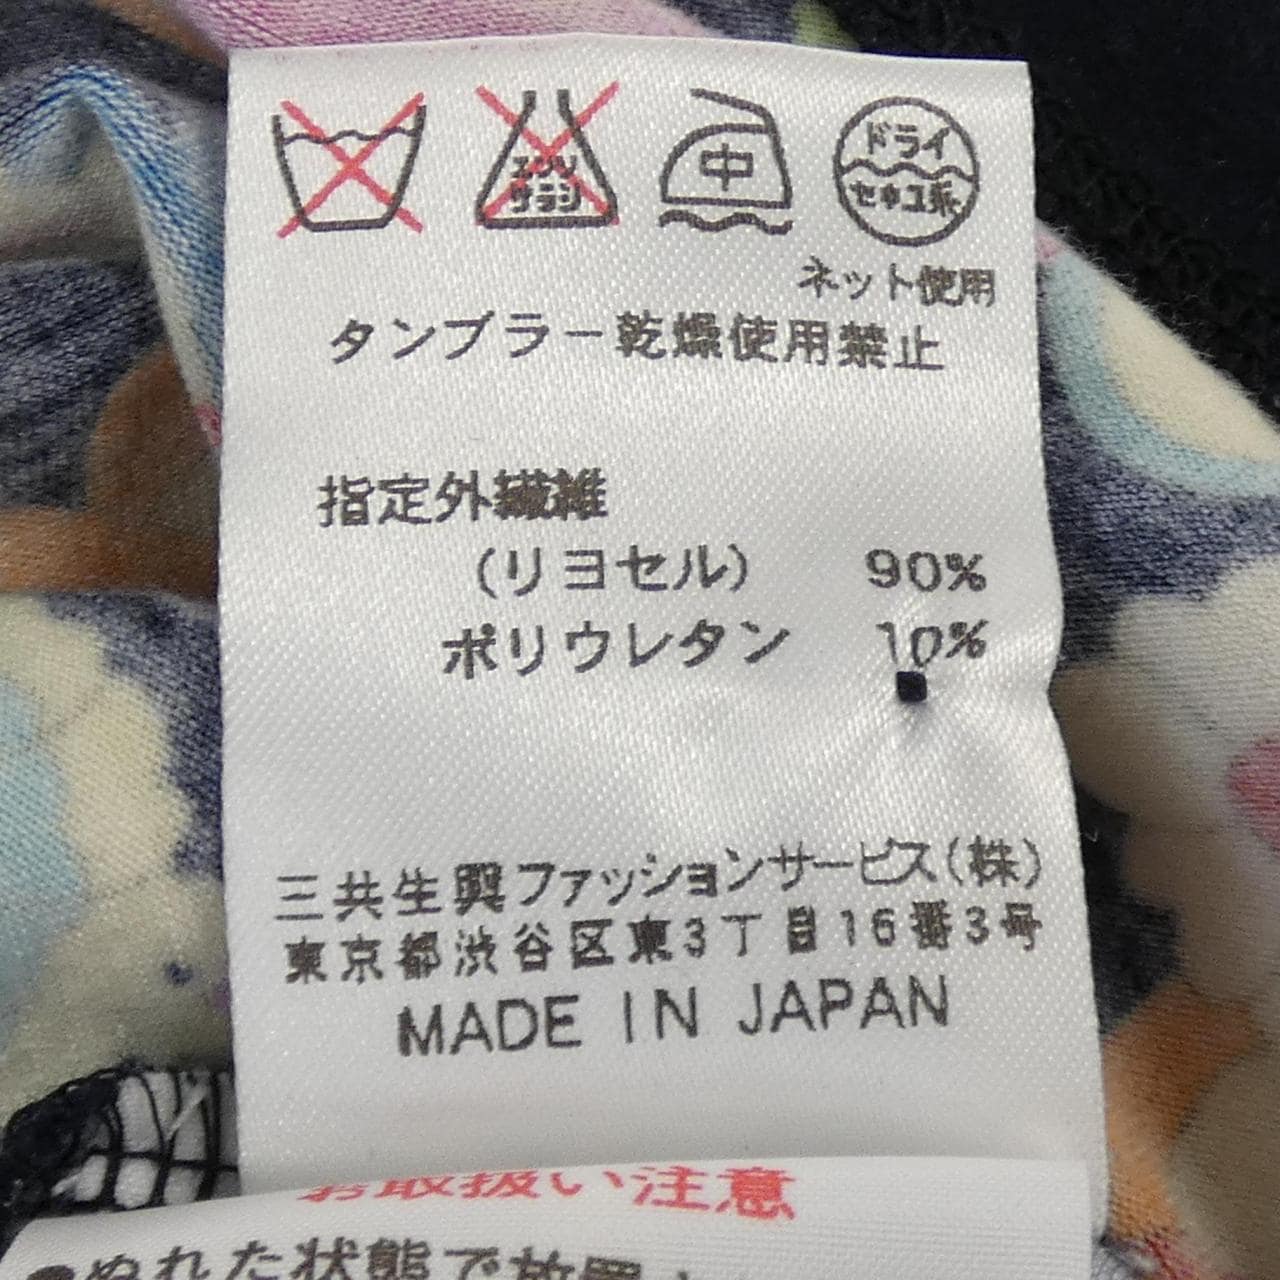 エンソ
サラシ
中
ドライ
セキユ系
ネット使用
タンブラー乾燥使用禁止
指定外繊維
(リヨセル) 90%
ポリウレタン 10%
三共生興ファッションサービス(株)
東京都渋谷区東3丁目16番3号
MADE IN JAPAN
お取扱い注意
●ぬれた状態で放置